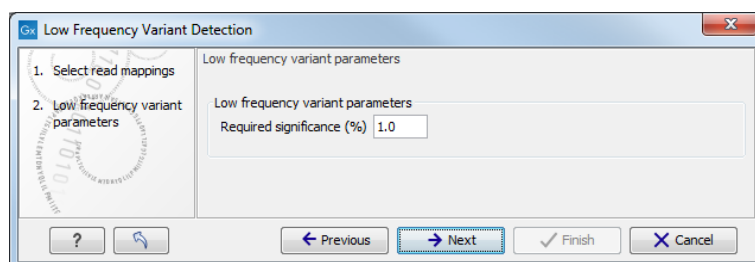 Gx Low Frequency Variant Detection
X
1. Select read mappings
2. Low frequency variant
parameters
Low frequency variant parameters
Low frequency variant parameters
Required significance (%) 1.0
?
Previous
Next
Finish
Cancel